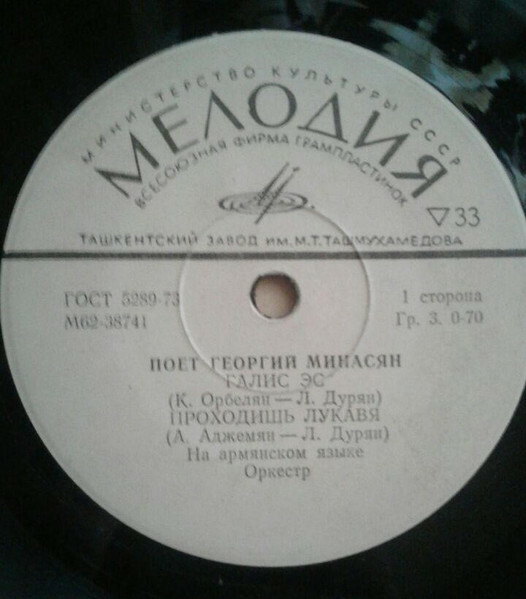 МИНИСТЕРСТВО КУЛЬТУРЫ СССР
МЕЛОДИЯ
ВСЕСОЮЗНАЯ ФИРМА ГРАМПЛАСТИНОК
▽33
ТАШКЕНТСКИЙ ЗАВОД ИМ.М.Т.ТАШМУХАМЕДОВА
ГОСТ 5289-73
1 сторона
М62-38741
Гр. 3. 0-70
ПОЕТ ГЕОРГИЙ МИНАСЯН
ГАЛИС ЭС
(К. Орбелян — Л. Дурян)
ПРОХОДИШЬ ЛУКАВЯ
(А. Аджемян — Л. Дурян)
На армянском языке
Оркестр